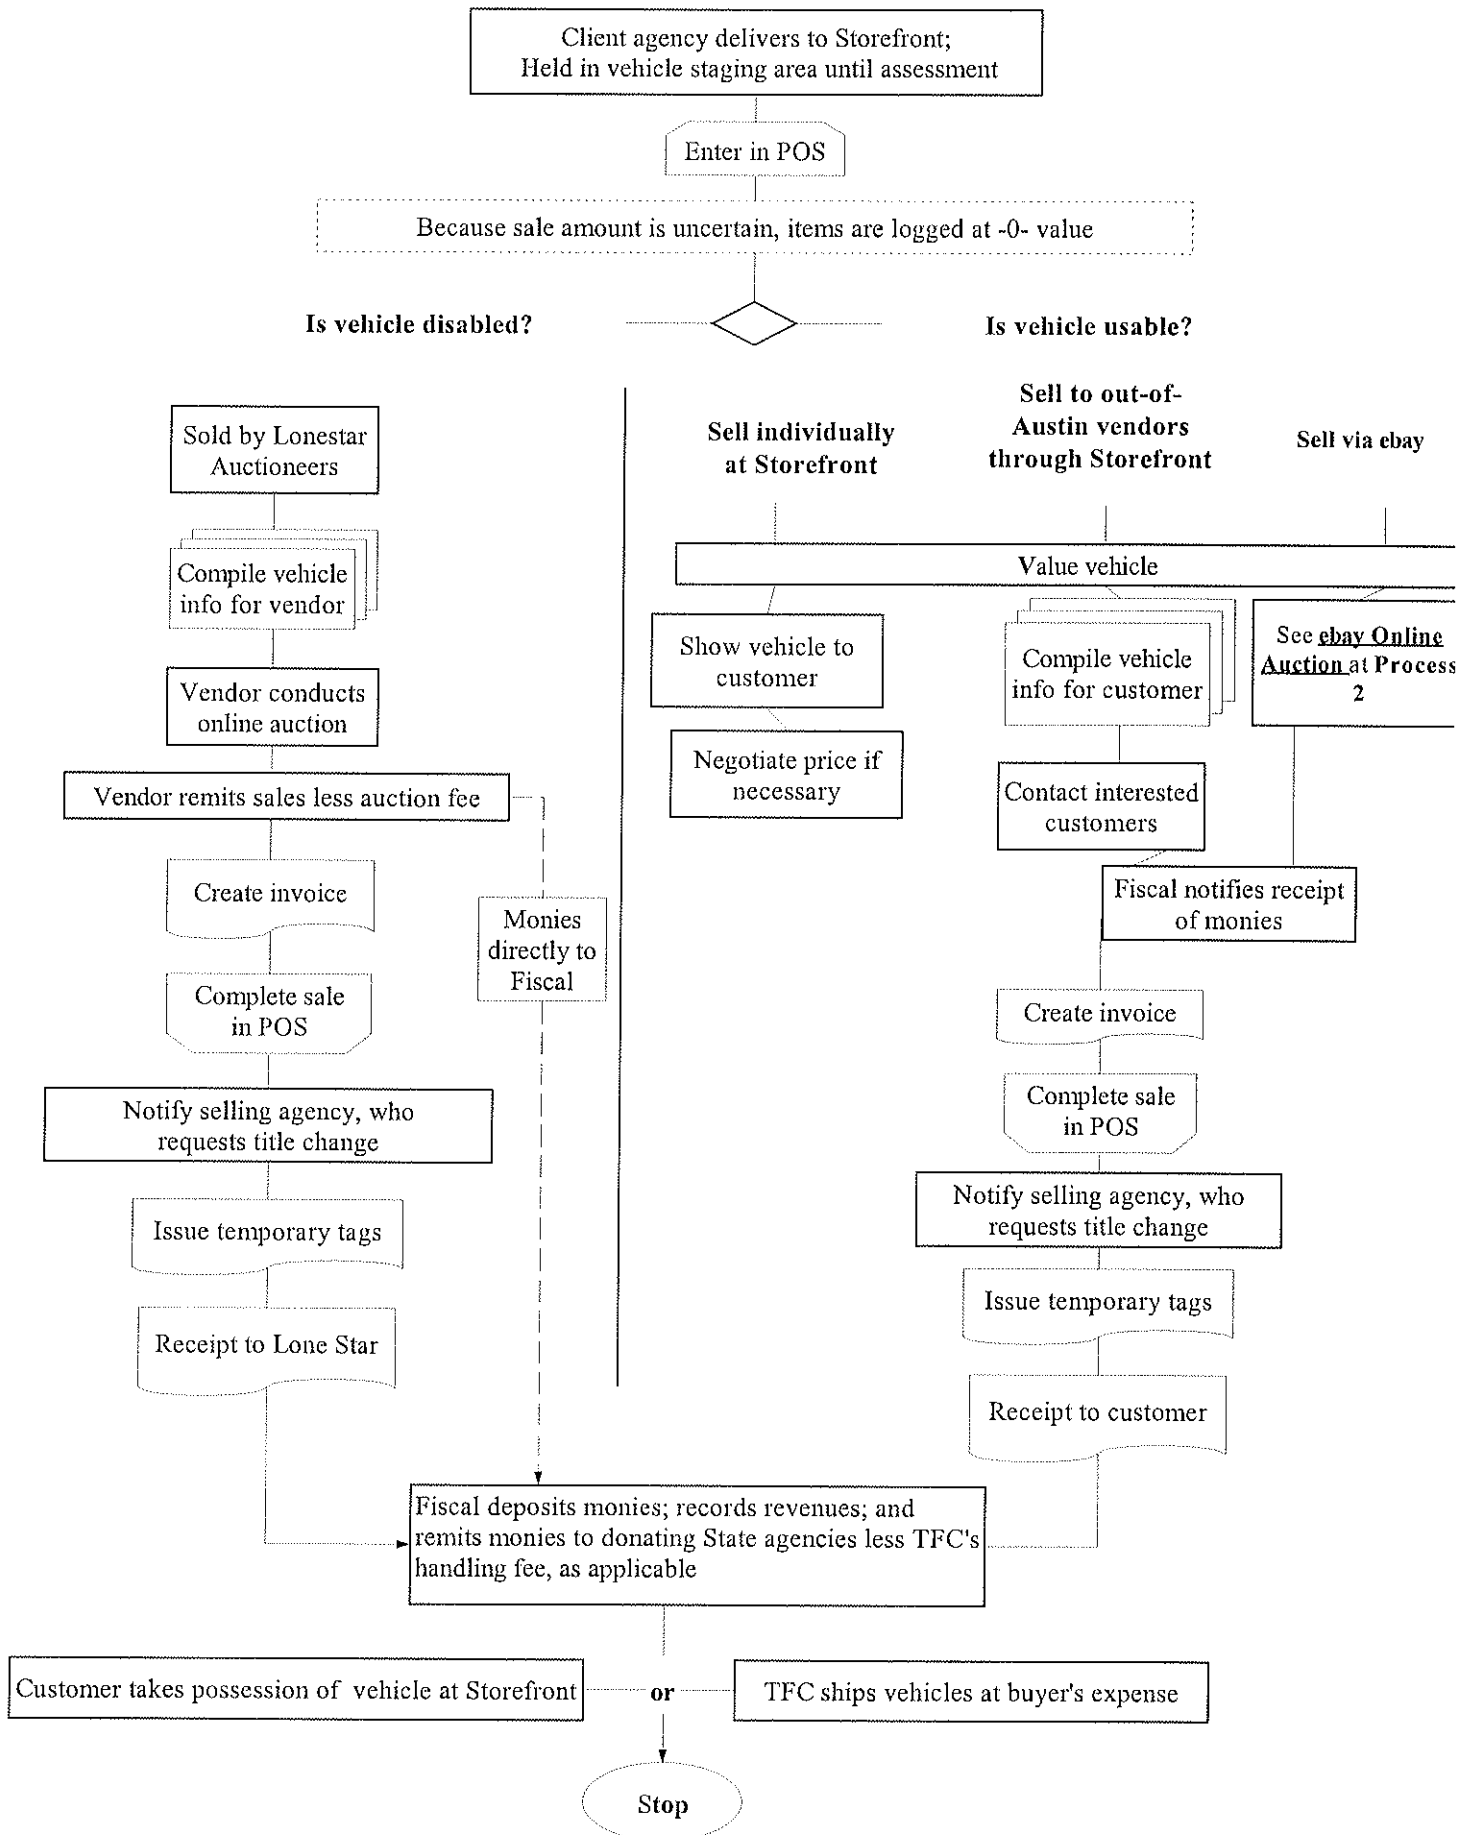 Client agency delivers to Storefront;
Held in vehicle staging area until assessment
Enter in POS
Because sale amount is uncertain, items are logged at -0- value
Is vehicle disabled?
Is vehicle usable?
Sold by Lonestar
Auctioneers
Compile vehicle
info for vendor
Vendor conducts
online auction
Vendor remits sales less auction fee
Create invoice
Monies
directly to
Fiscal
Complete sale
in POS
Notify selling agency, who
requests title change
Issue temporary tags
Receipt to Lone Star
Sell individually
at Storefront
Sell to out-of-
Austin vendors
through Storefront
Sell via ebay
Value vehicle
Show vehicle to
customer
Negotiate price if
necessary
Compile vehicle
info for customer
Contact interested
customers
See ebay Online
Auction at Process
2
Fiscal notifies receipt
of monies
Create invoice
Complete sale
in POS
Notify selling agency, who
requests title change
Issue temporary tags
Receipt to customer
Fiscal deposits monies; records revenues; and
remits monies to donating State agencies less TFC's
handling fee, as applicable
Customer takes possession of vehicle at Storefront
or
TFC ships vehicles at buyer's expense
Stop